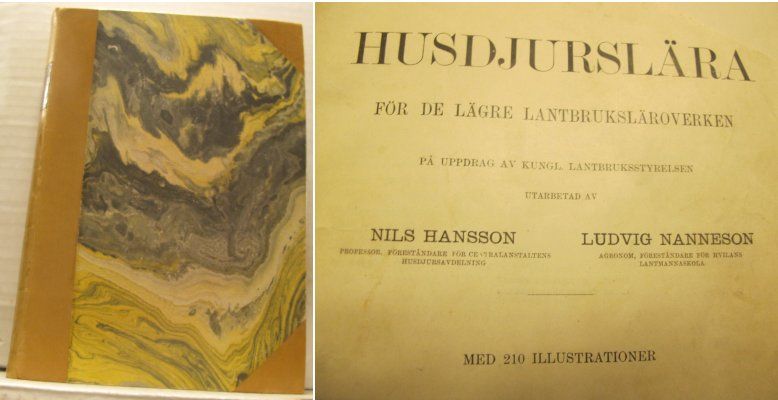 HUSDJURSLÄRA
FÖR DE LÄGRE LANTBRUKSLÄROVERKEN
PÅ UPPDRAG AV KUNGL. LANTBRUKSSTYRELSEN
UTARBETAD AV
NILS HANSSON
PROFESSOR, FÖRESTÅNDARE FÖR CENTRALANSTALTENS
HUSDJURSAVDELNING
LUDVIG NANNESON
AGRONOM, FÖRESTÅNDARE FÖR HVILANS
LANTMANNASKOLA
MED 210 ILLUSTRATIONER